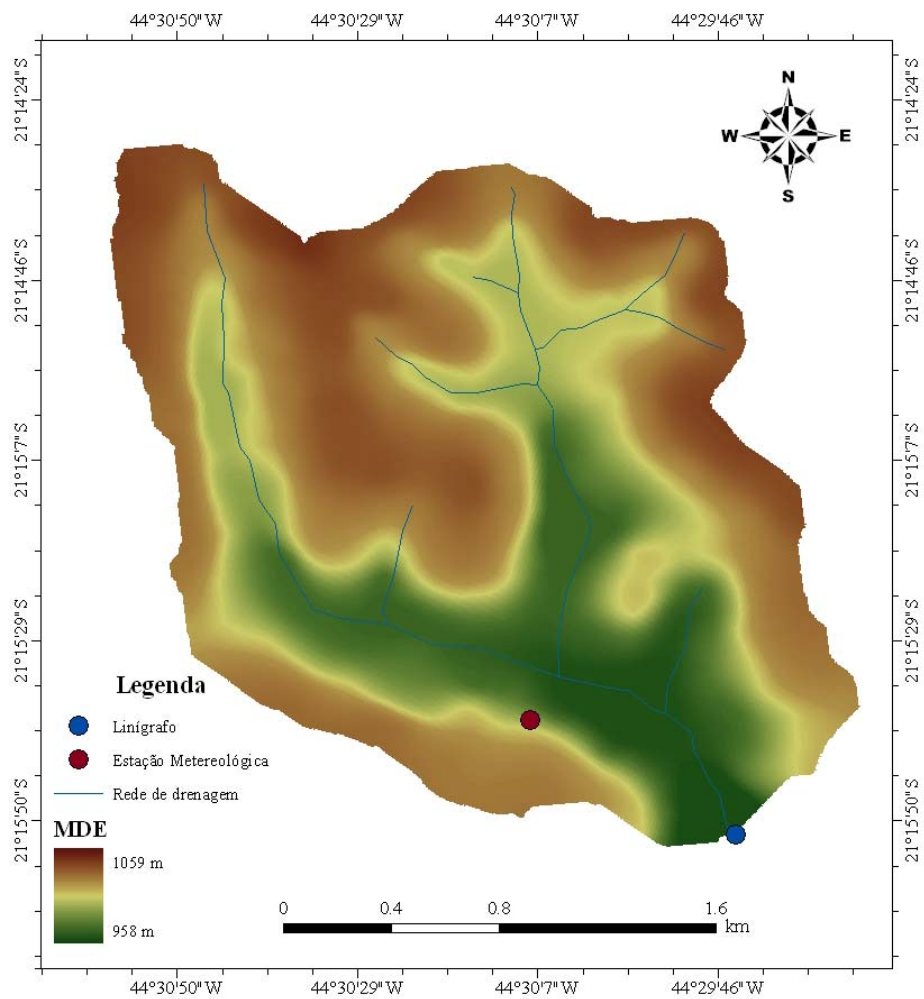 44°30'50"W 44°30'29"W 44°30'7"W 44°29'46"W
21°14'24"S 21°14'24"S
N
W E
S
21°14'46"S 21°14'46"S
21°15'7"S 21°15'7"S
21°15'29"S 21°15'29"S
Legenda
Linígrafo
Estação Metereológica
Rede de drenagem
21°15'50"S 21°15'50"S
MDE
1059 m
958 m
0 0.4 0.8 1.6
km
44°30'50"W 44°30'29"W 44°30'7"W 44°29'46"W